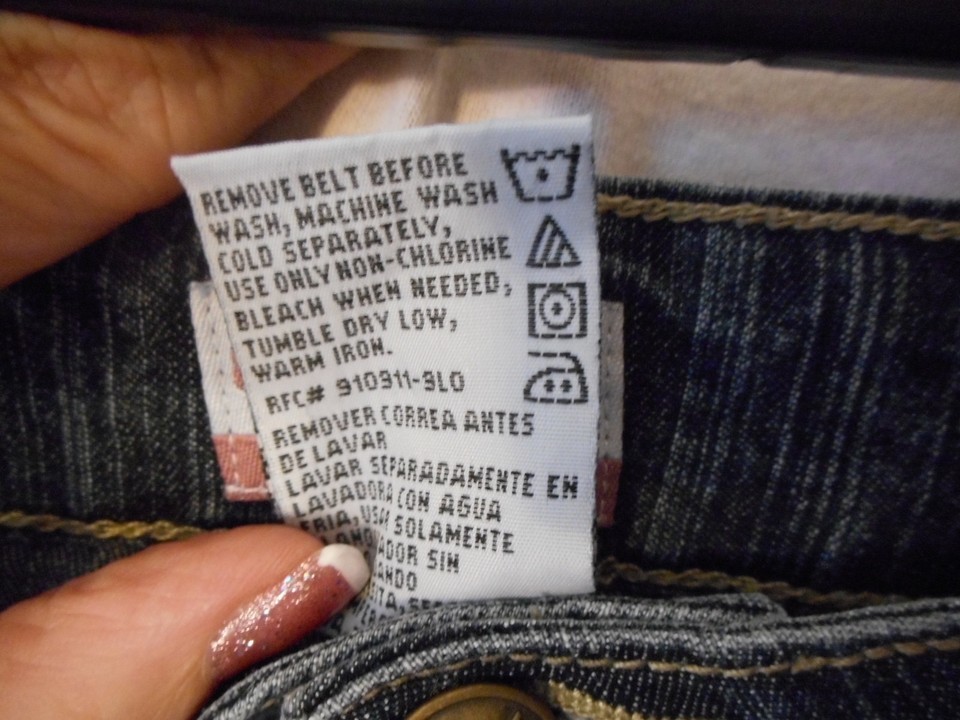 REMOVE BELT BEFORE
WASH, MACHINE WASH
COLD SEPARATELY,
USE ONLY NON-CHLORINE
BLEACH WHEN NEEDED,
TUMBLE DRY LOW,
WARM IRON.
RFC# 910911-9L0
REMOVER CORREA ANTES
DE LAVAR
LAVAR SEPARADAMENTE EN
LAVADORA CON AGUA
SOLAMENTE
SIN